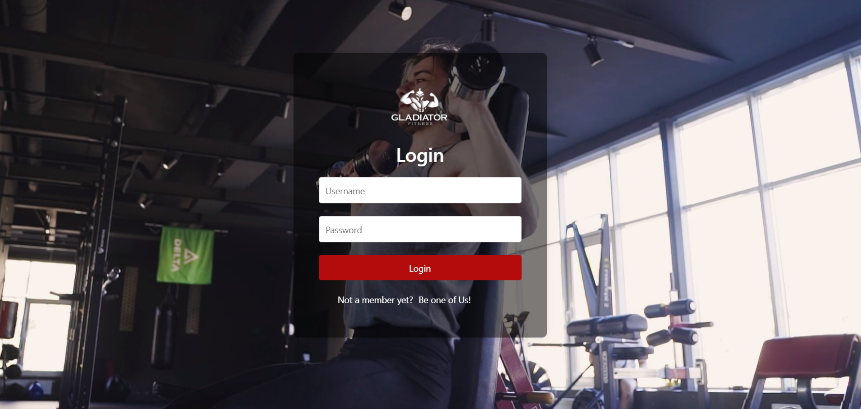 GLADIATOR
FITNESS
Login
Username
Password
Login
Not a member yet? Be one of Us!
DELTA